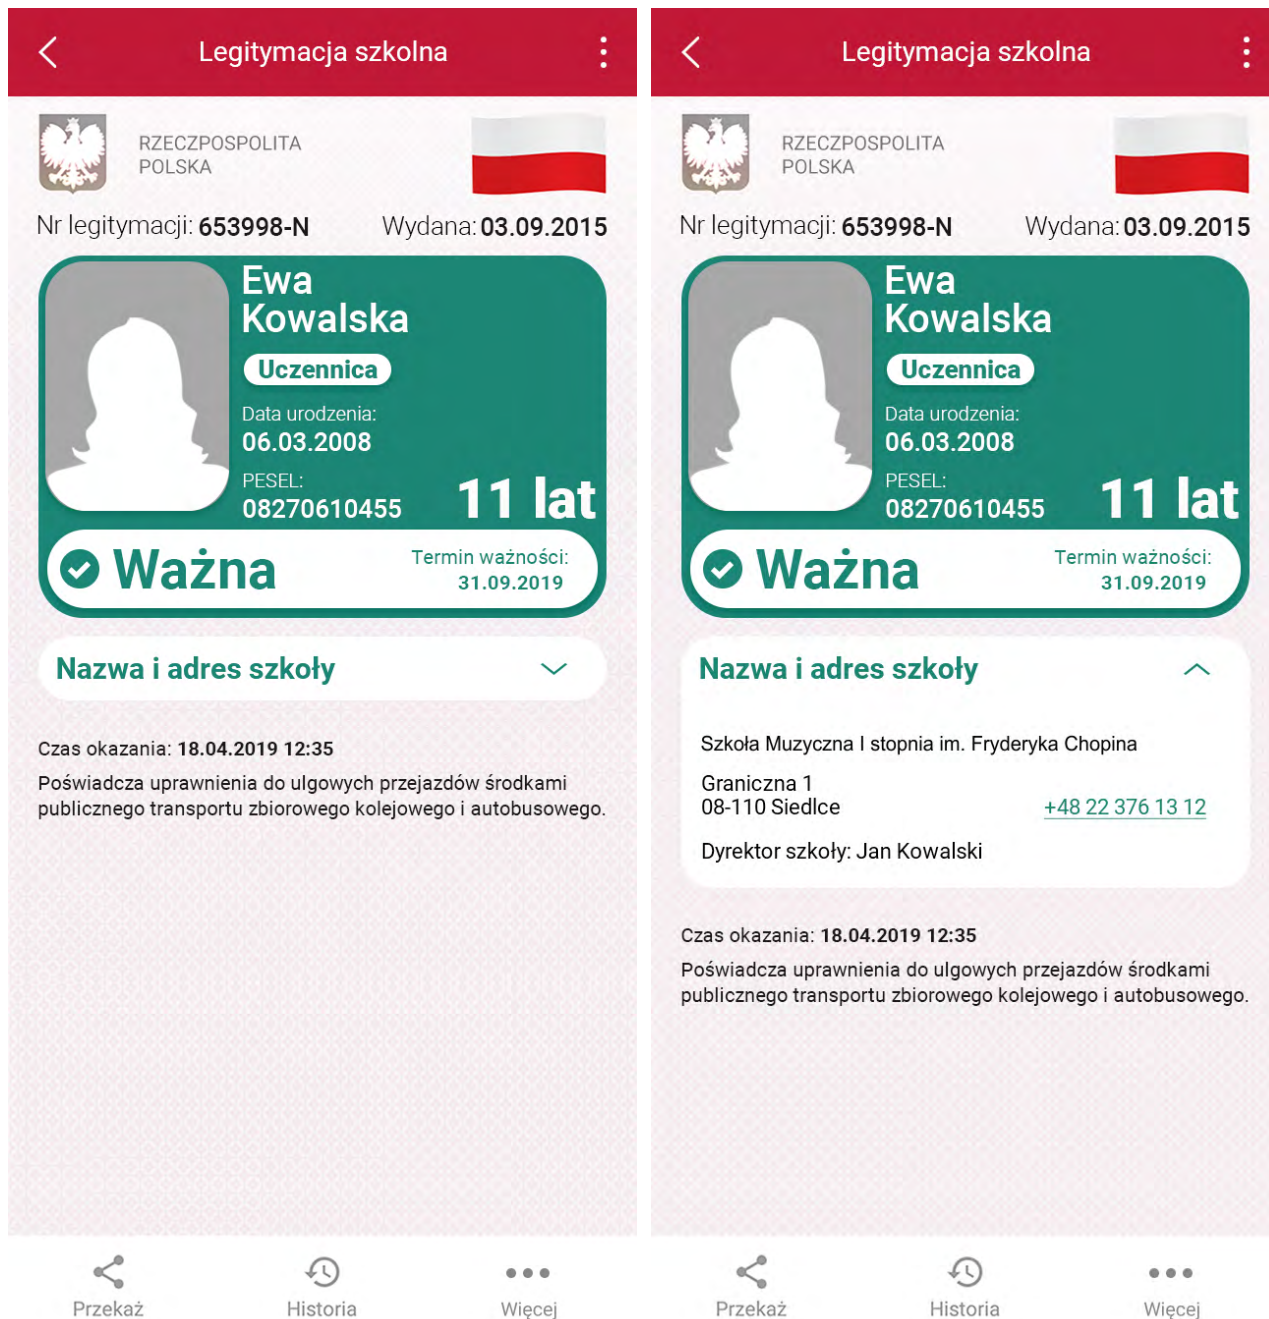 Legitymacja szkolna
RZECZPOSPOLITA
POLSKA
Nr legitymacji: 653998-N Wydana: 03.09.2015
Ewa
Kowalska
Uczennica
Data urodzenia:
06.03.2008
PESEL:
08270610455
11 lat
Ważna
Termin ważności:
31.09.2019
Nazwa i adres szkoły
Czas okazania: 18.04.2019 12:35
Poświadcza uprawnienia do ulgowych przejazdów środkami
publicznego transportu zbiorowego kolejowego i autobusowego.
Przekaż
Historia
Więcej
Legitymacja szkolna
RZECZPOSPOLITA
POLSKA
Nr legitymacji: 653998-N Wydana: 03.09.2015
Ewa
Kowalska
Uczennica
Data urodzenia:
06.03.2008
PESEL:
08270610455
11 lat
Ważna
Termin ważności:
31.09.2019
Nazwa i adres szkoły
Szkoła Muzyczna I stopnia im. Fryderyka Chopina
Graniczna 1
08-110 Siedlce
+48 22 376 13 12
Dyrektor szkoły: Jan Kowalski
Czas okazania: 18.04.2019 12:35
Poświadcza uprawnienia do ulgowych przejazdów środkami
publicznego transportu zbiorowego kolejowego i autobusowego.
Przekaż
Historia
Więcej